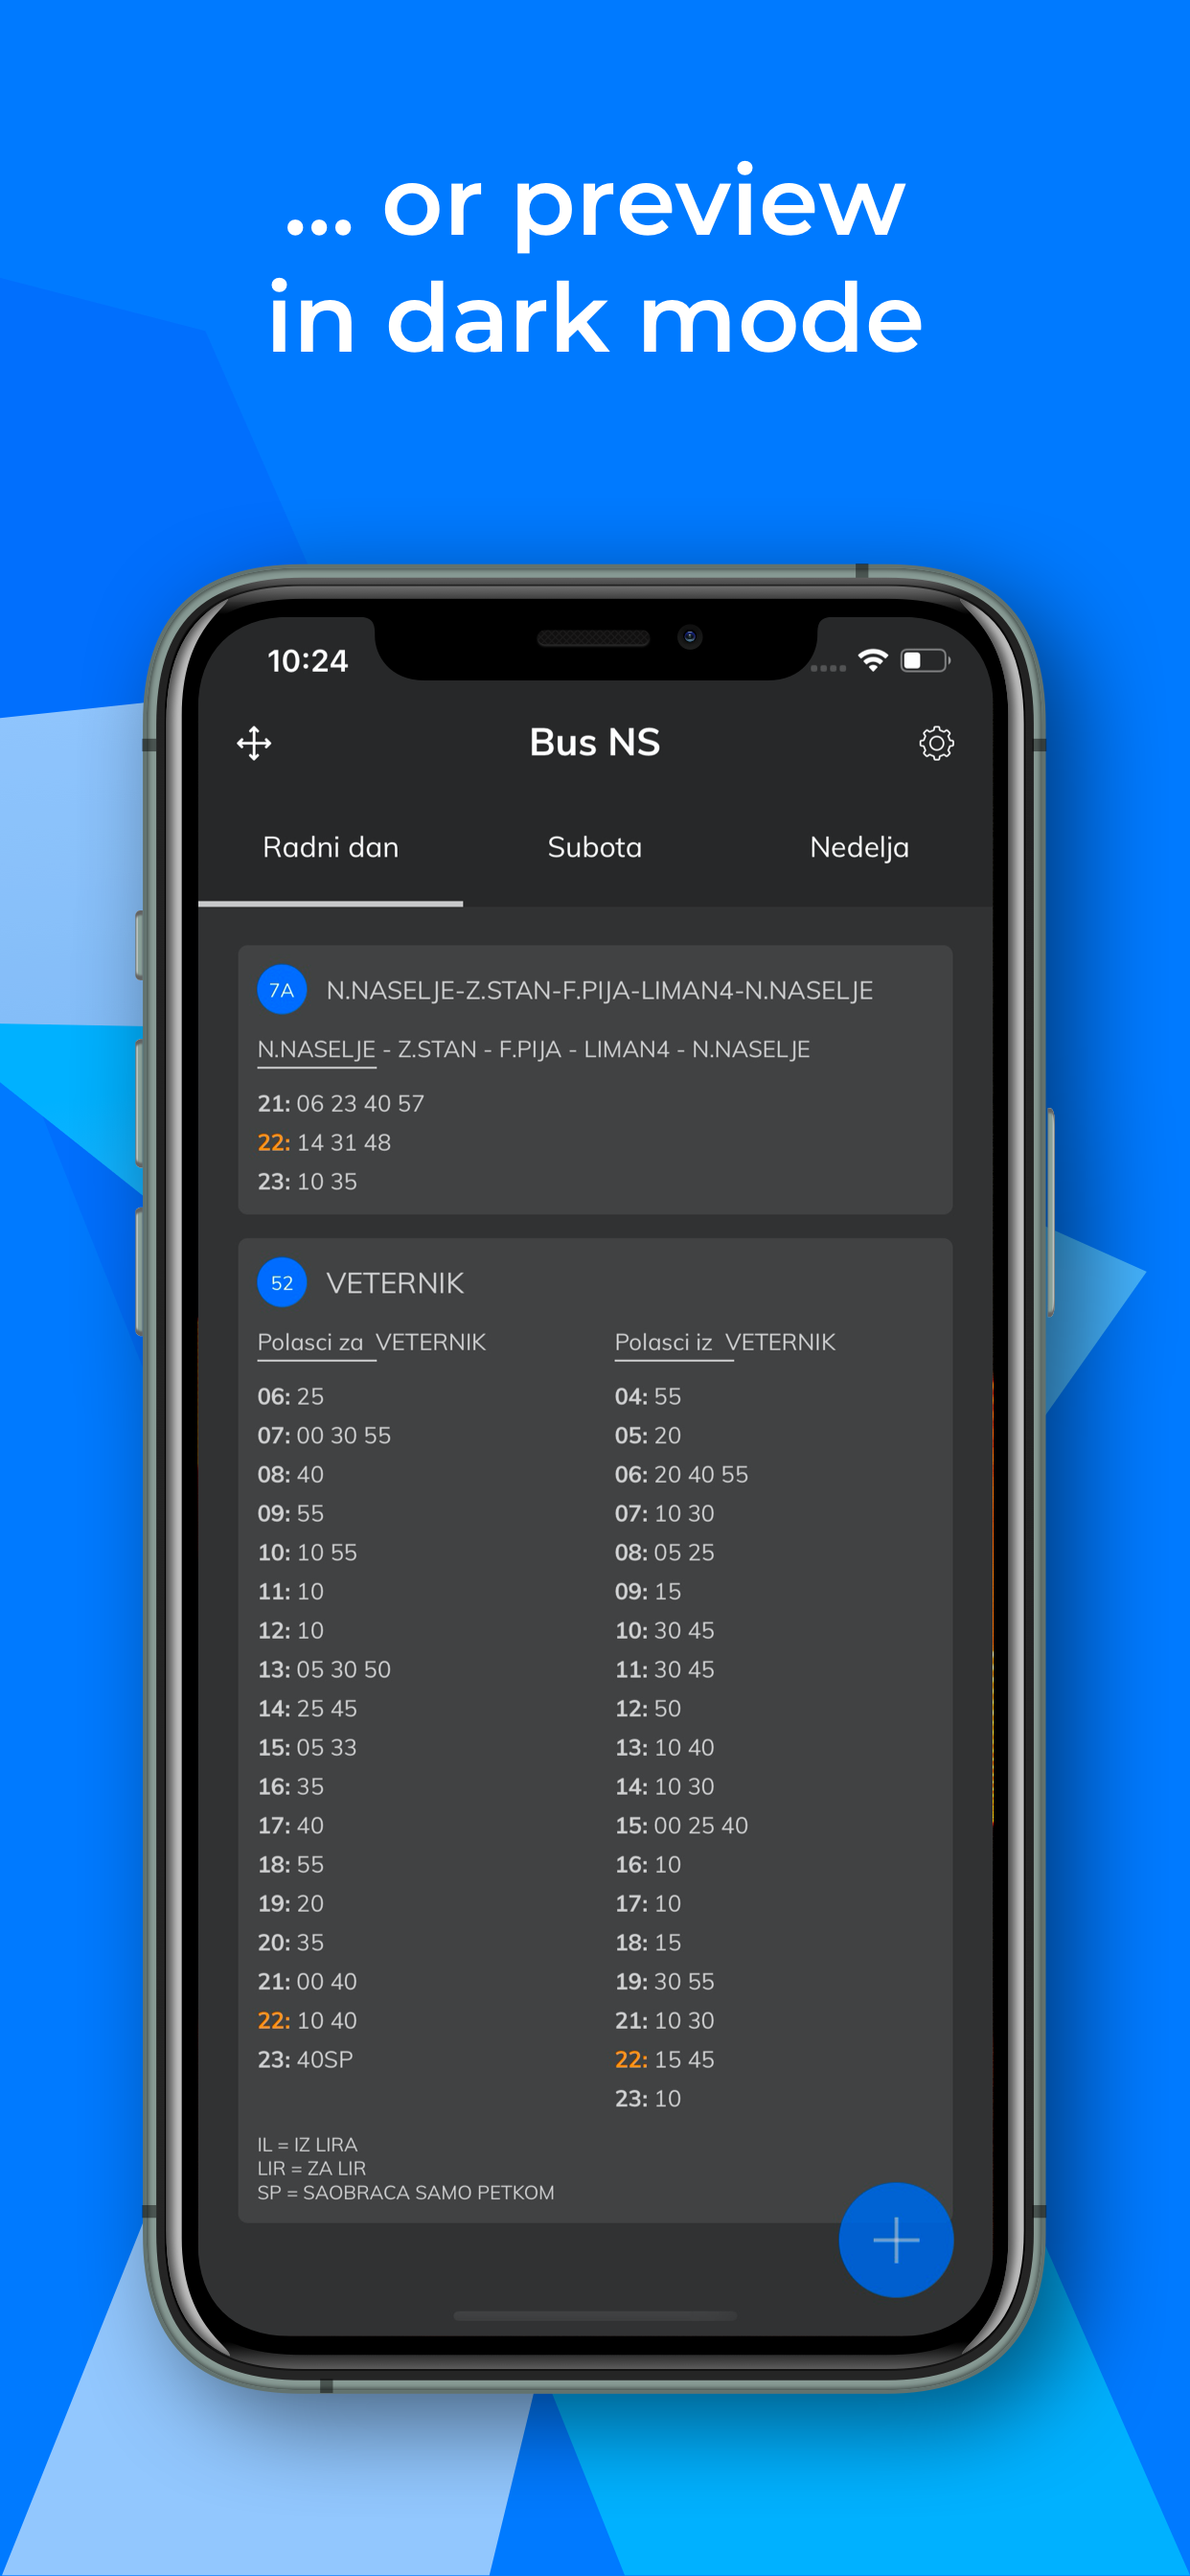 ... or preview
in dark mode
10:24
Bus NS
Radni dan Subota Nedelja
7A N.NASELJE-Z.STAN-F.PIJA-LIMAN4-N.NASELJE
N.NASELJE - Z.STAN - F.PIJA - LIMAN4 - N.NASELJE
21: 06 23 40 57
22: 14 31 48
23: 10 35
52 VETERNIK
Polasci za VETERNIK
06: 25
07: 00 30 55
08: 40
09: 55
10: 10 55
11: 10
12: 10
13: 05 30 50
14: 25 45
15: 05 33
16: 35
17: 40
18: 55
19: 20
20: 35
21: 00 40
22: 10 40
23: 40SP
Polasci iz VETERNIK
04: 55
05: 20
06: 20 40 55
07: 10 30
08: 05 25
09: 15
10: 30 45
11: 30 45
12: 50
13: 10 40
14: 10 30
15: 00 25 40
16: 10
17: 10
18: 15
19: 30 55
21: 10 30
22: 15 45
23: 10
IL = IZ LIRA
LIR = ZA LIR
SP = SAOBRACA SAMO PETKOM